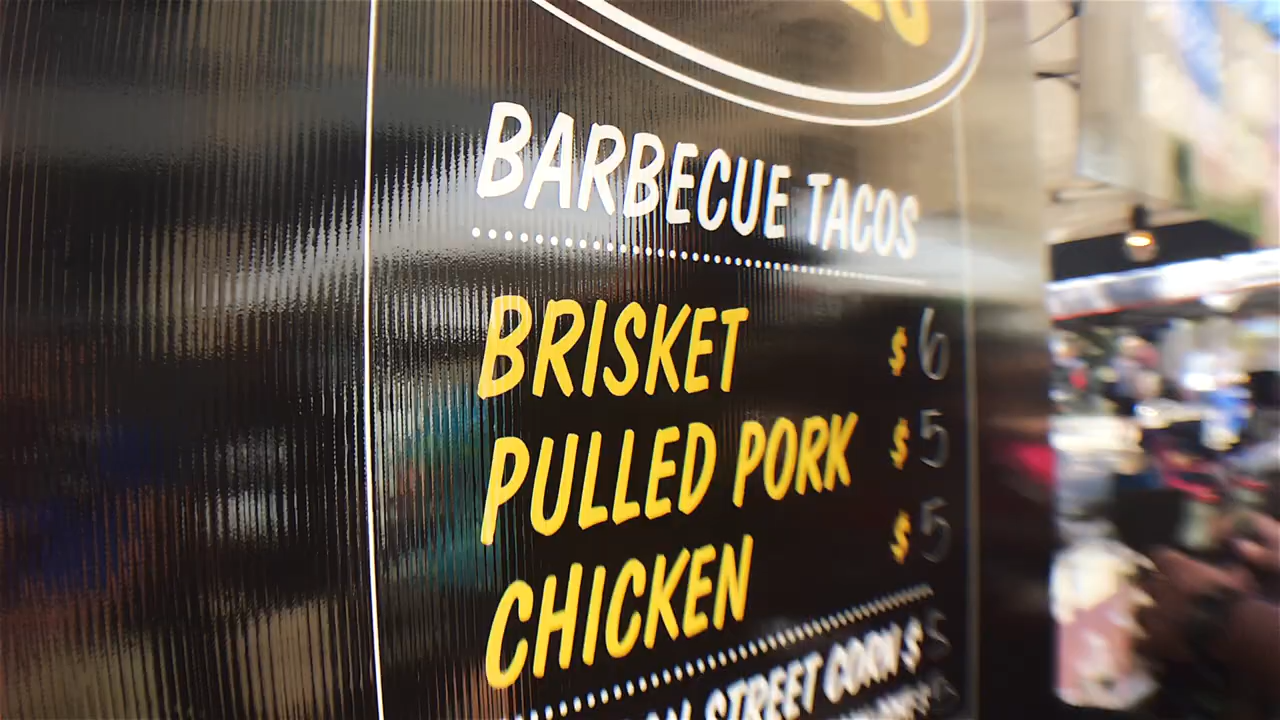 BARBECUE TACOS
BRISKET $ 6
PULLED PORK $ 5
CHICKEN $ 5
STREET CORN $ 5